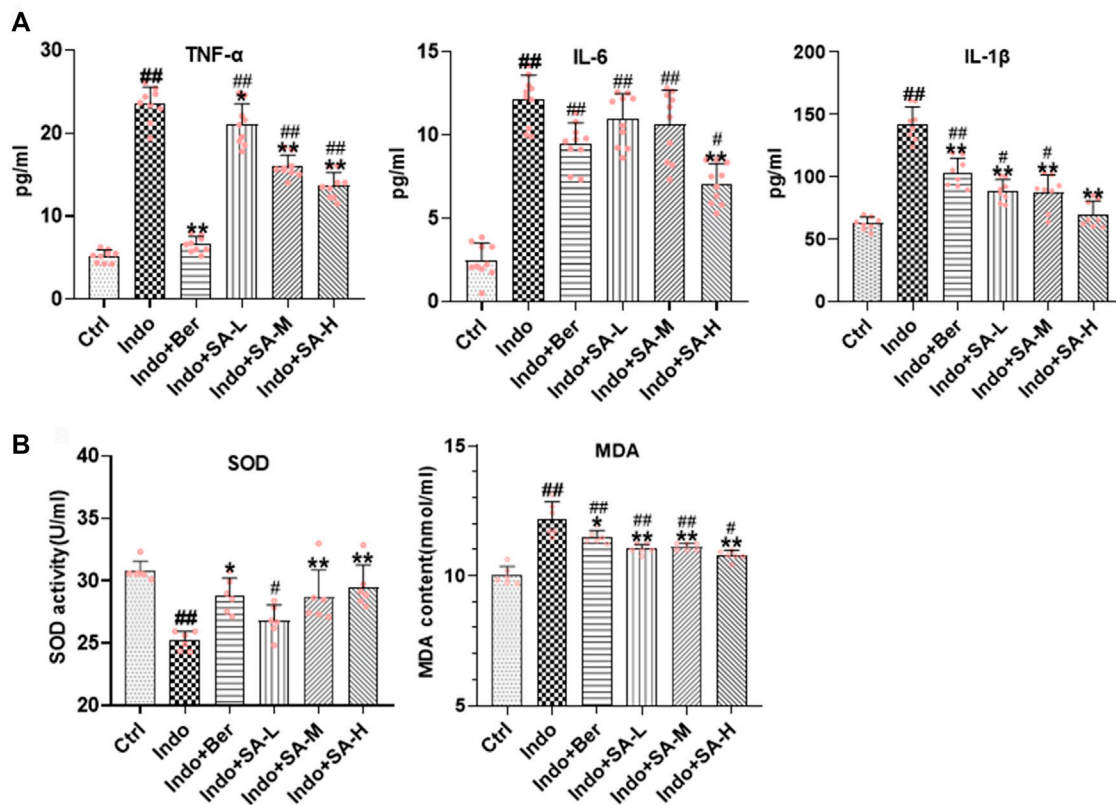 A
TNF-α
IL-6
IL-1β
pg/ml
30
20
10
0
##
##
*
##
**
##
**
**
Ctrl
Indo
Indo+Ber
Indo+SA-L
Indo+SA-M
Indo+SA-H
pg/ml
15
10
5
0
##
##
##
##
#
**
Ctrl
Indo
Indo+Ber
Indo+SA-L
Indo+SA-M
Indo+SA-H
pg/ml
200
150
100
50
0
##
##
**
#
**
#
**
**
Ctrl
Indo
Indo+Ber
Indo+SA-L
Indo+SA-M
Indo+SA-H
B
SOD
MDA
SOD activity(U/ml)
40
35
30
25
20
##
*
#
**
**
Ctrl
Indo
Indo+Ber
Indo+SA-L
Indo+SA-M
Indo+SA-H
MDA content(nmol/ml)
15
10
5
##
##
*
##
**
##
**
#
**
Ctrl
Indo
Indo+Ber
Indo+SA-L
Indo+SA-M
Indo+SA-H